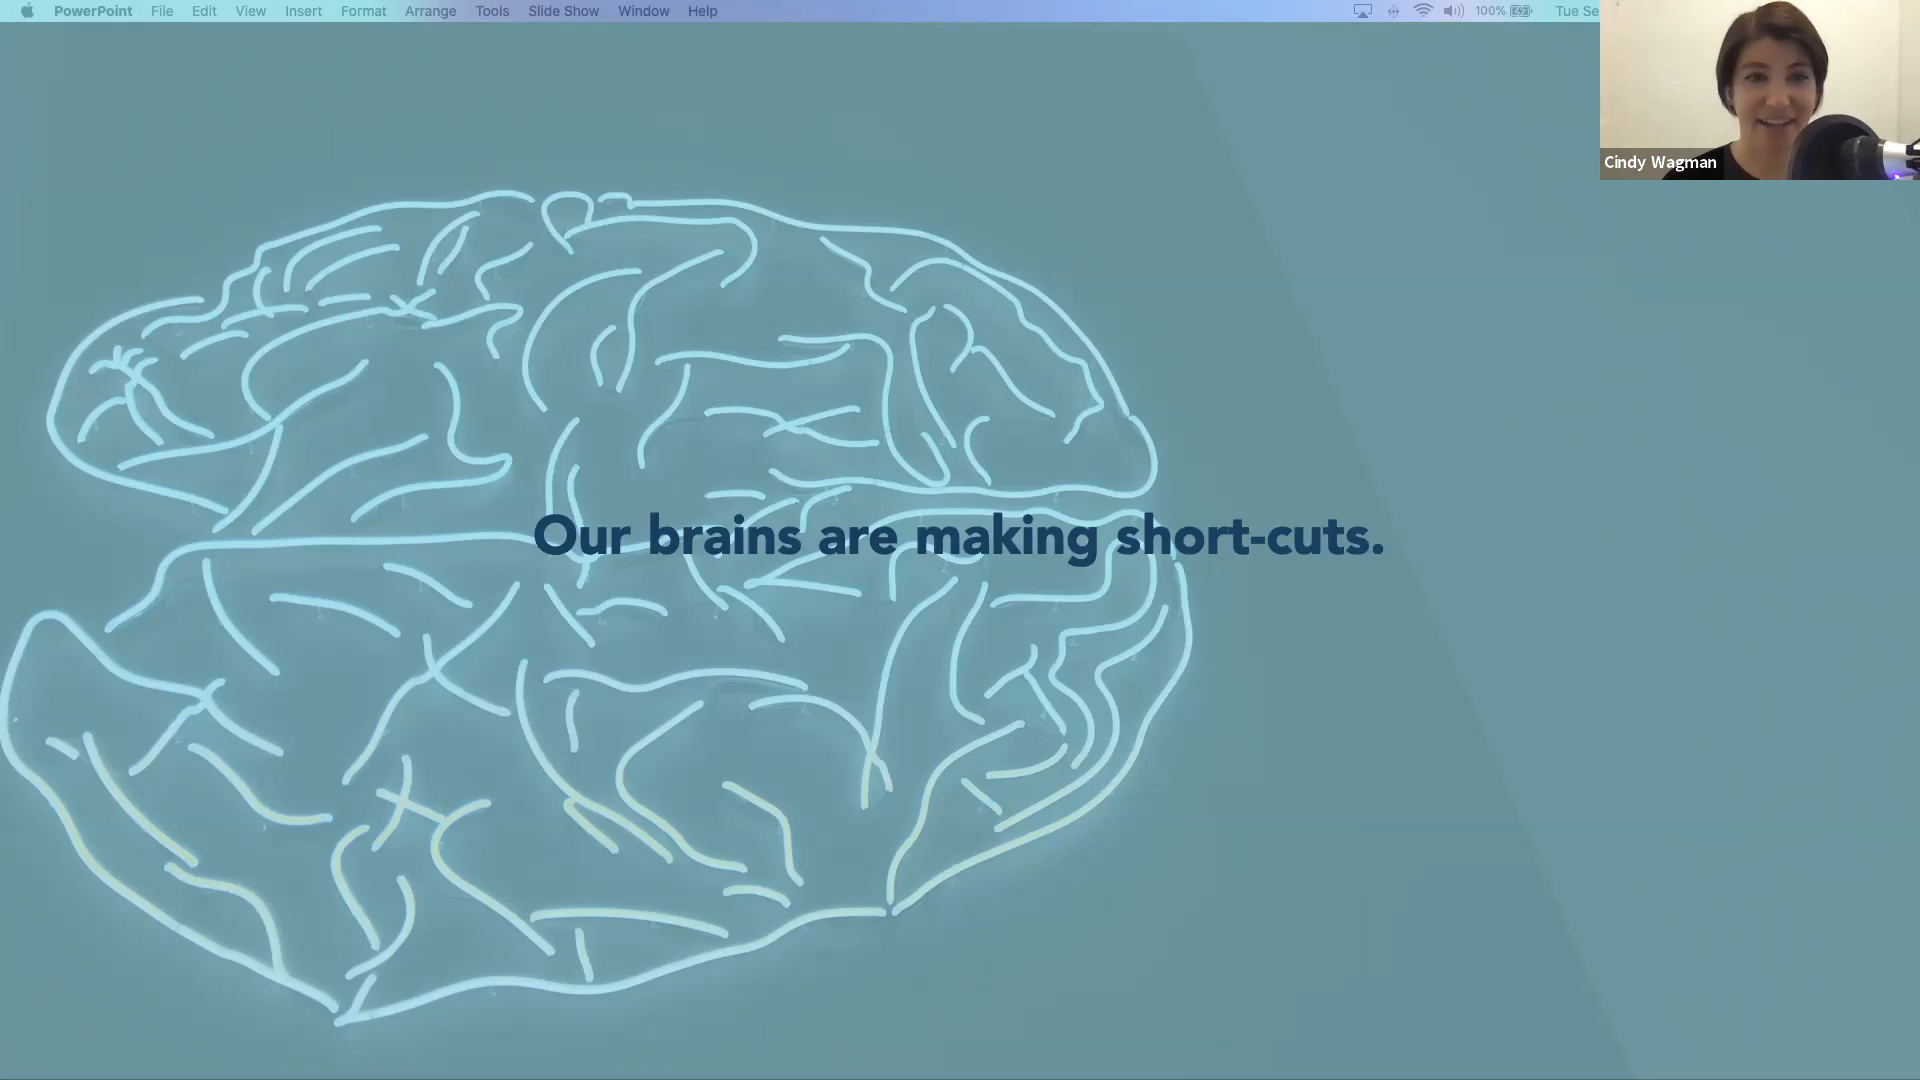 PowerPoint File Edit View Insert Format Arrange Tools Slide Show Window Help 100% Tue Se
Cindy Wagman
Our brains are making short-cuts.